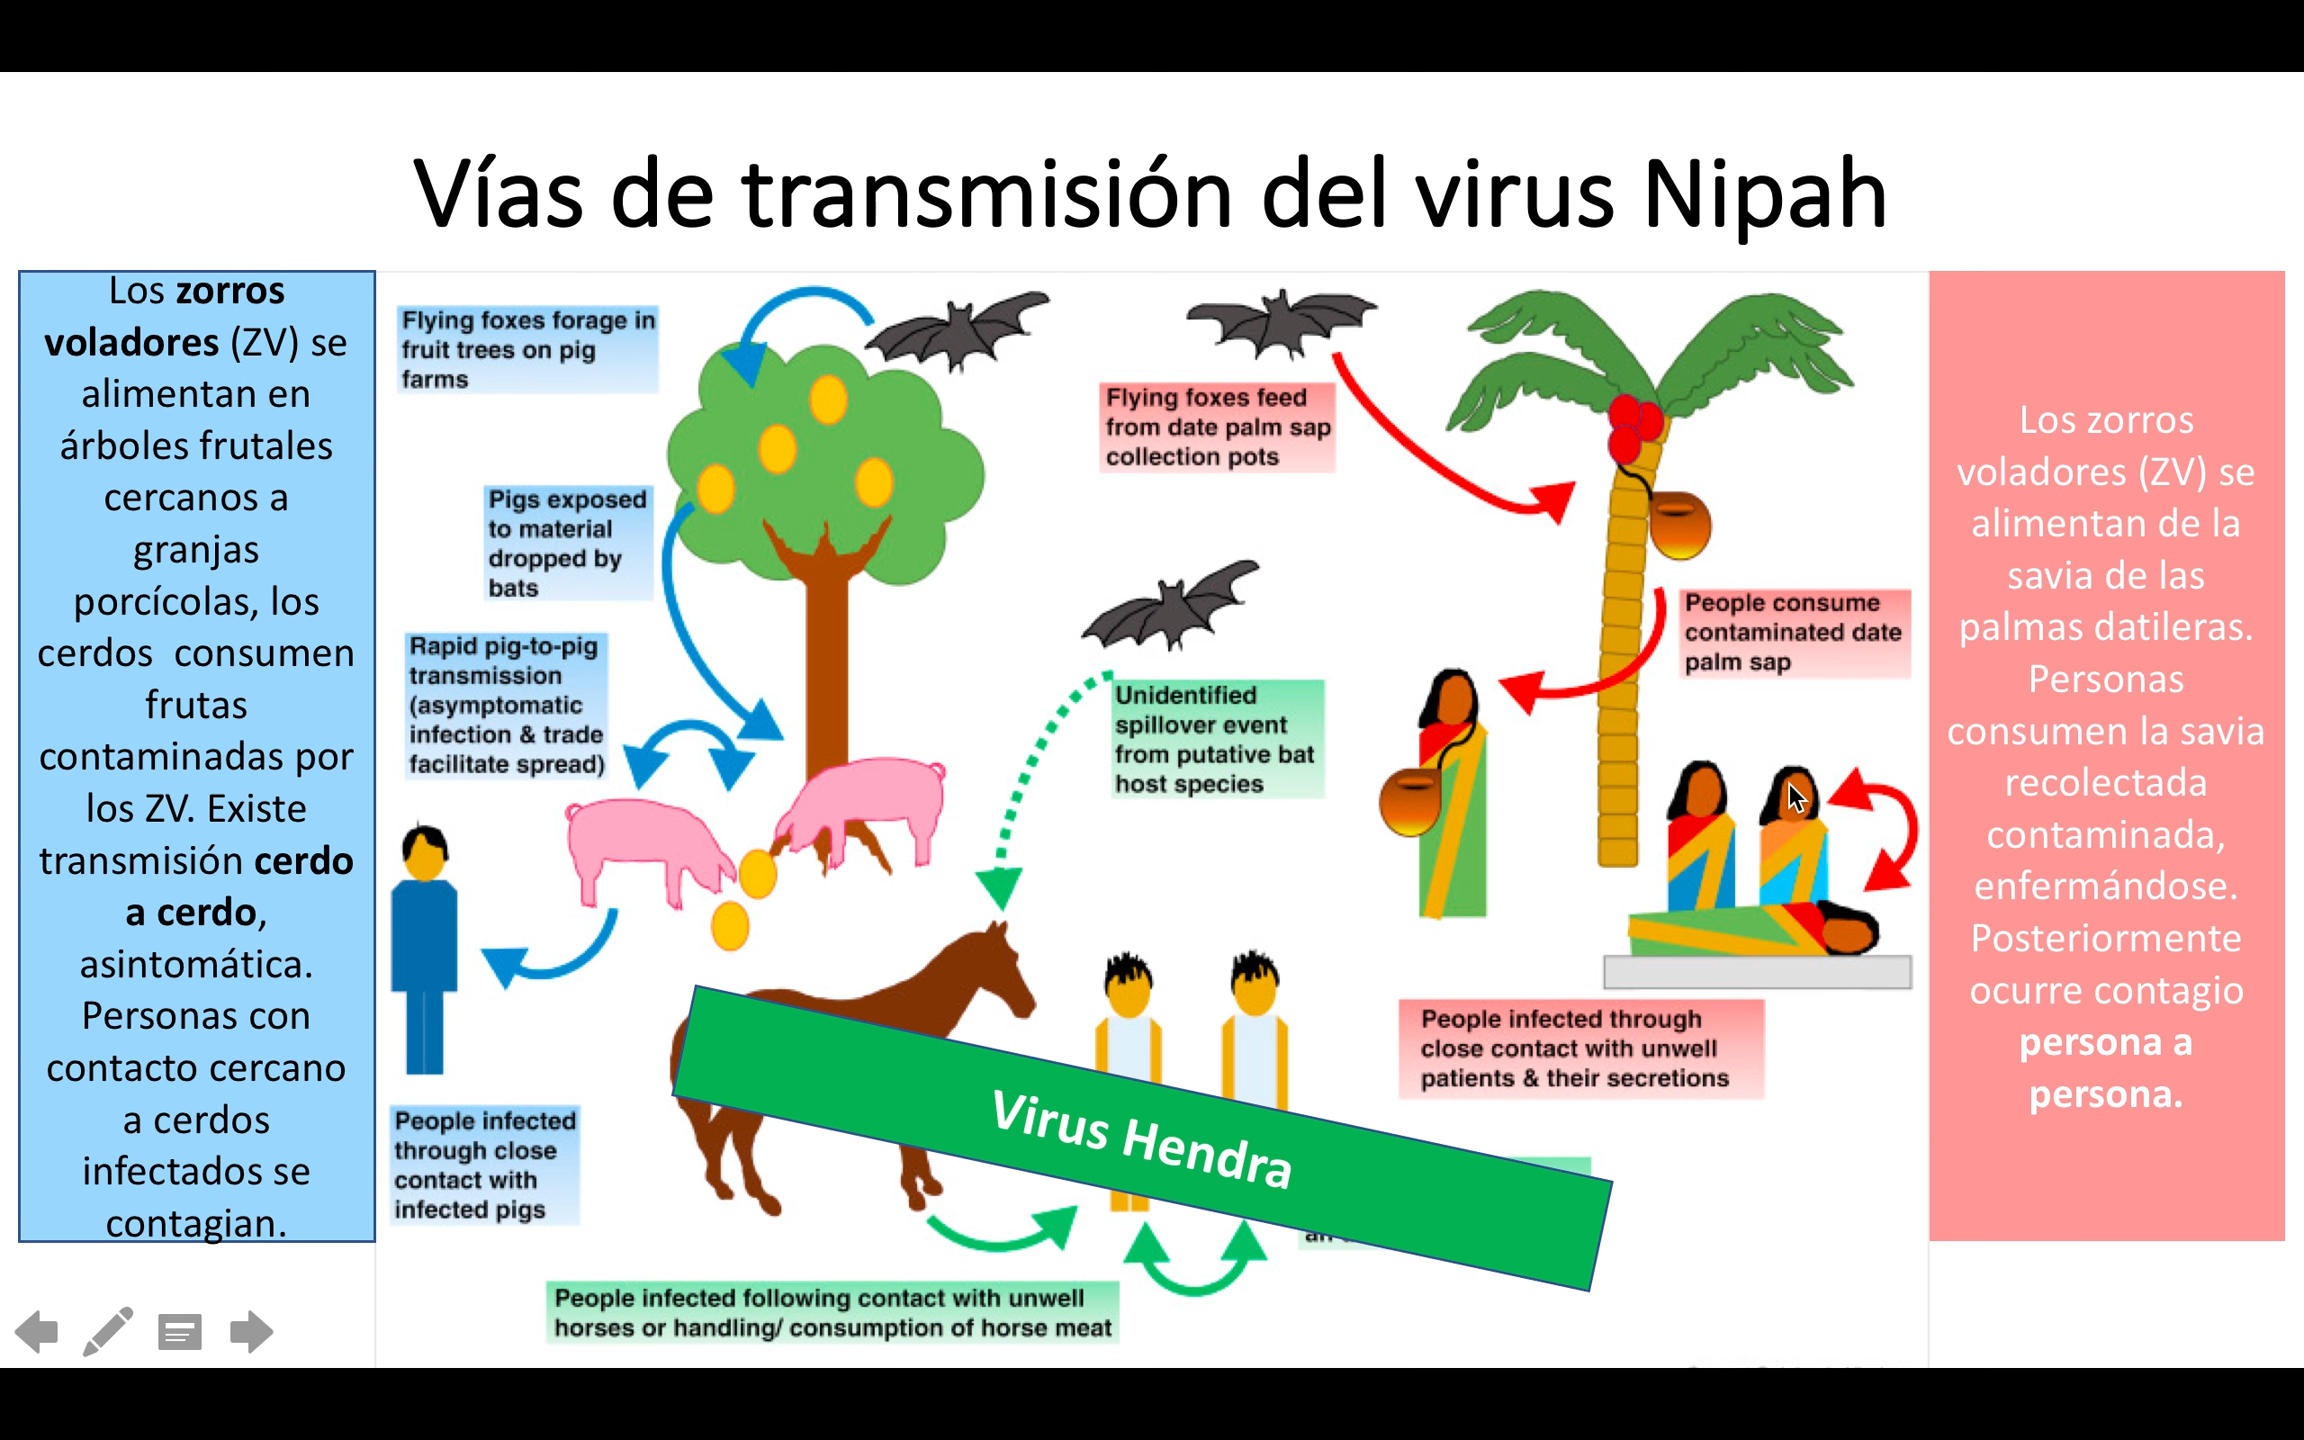 Vías de transmisión del virus Nipah
Los zorros
voladores (ZV) se
alimentan en
árboles frutales
cercanos a
granjas
porcícolas, los
cerdos  consumen
frutas
contaminadas por
los ZV. Existe
transmisión cerdo
a cerdo,
asintomática.
Personas con
contacto cercano
a cerdos
infectados se
contagian.
Flying foxes forage in
fruit trees on pig
farms
Pigs exposed
to material
dropped by
bats
Rapid pig-to-pig
transmission
(asymptomatic
infection & trade
facilitate spread)
People infected
through close
contact with
infected pigs
Flying foxes feed
from date palm sap
collection pots
People consume
contaminated date
palm sap
Unidentified
spillover event
from putative bat
host species
People infected through
close contact with unwell
patients & their secretions
Virus Hendra
People infected following contact with unwell
horses or handling/ consumption of horse meat
Los zorros
voladores (ZV) se
alimentan de la
savia de las
palmas datileras.
Personas
consumen la savia
recolectada
contaminada,
enfermándose.
Posteriormente
ocurre contagio
persona a
persona.